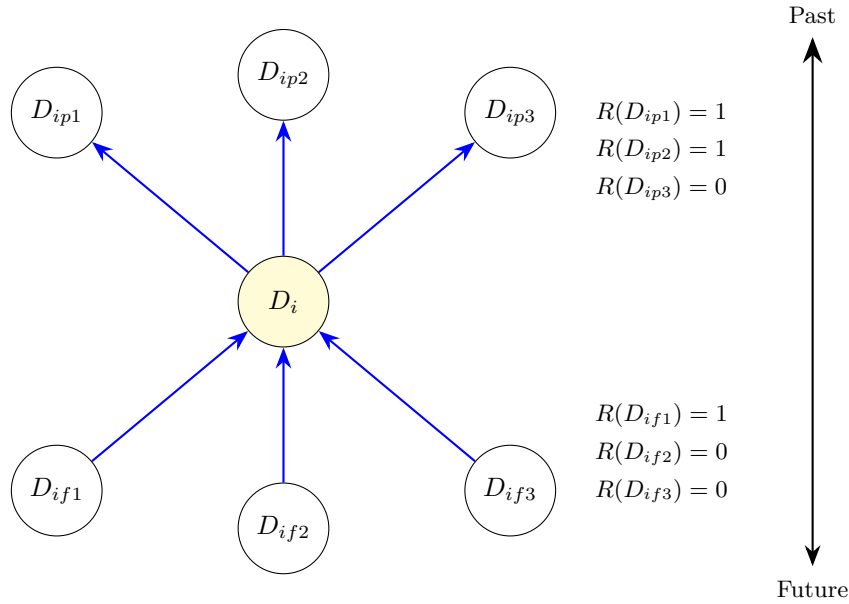 Past
D_{ip2}
D_{ip1}
D_{ip3}
R(D_{ip1}) = 1
R(D_{ip2}) = 1
R(D_{ip3}) = 0
D_i
R(D_{if1}) = 1
R(D_{if2}) = 0
R(D_{if3}) = 0
D_{if1}
D_{if3}
D_{if2}
Future